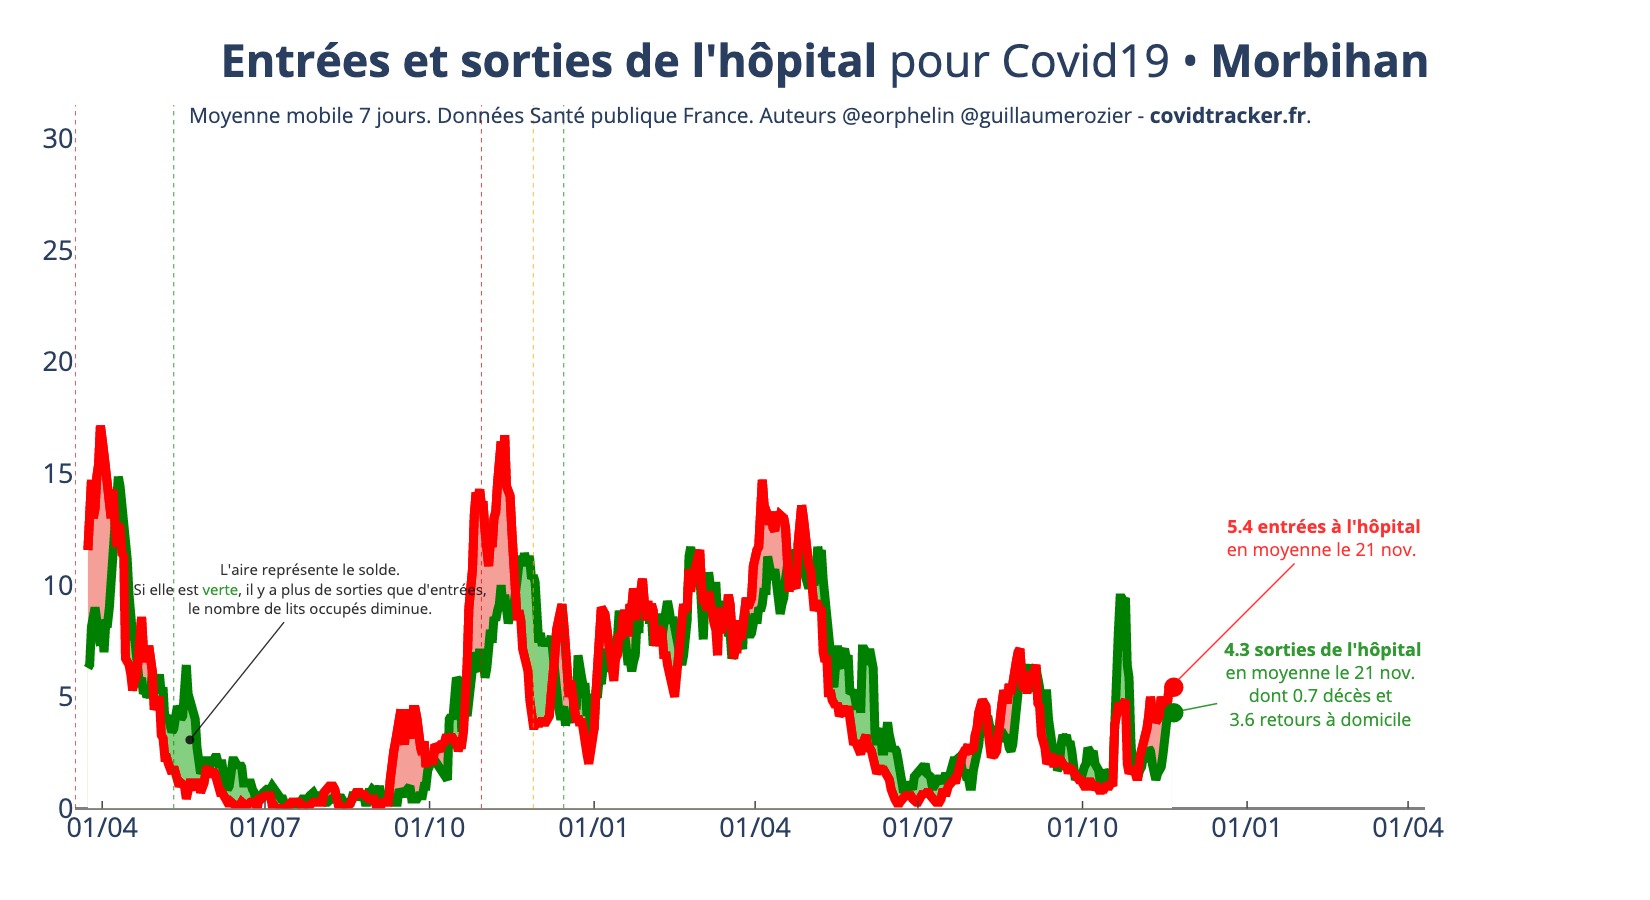 Entrées et sorties de l'hôpital pour Covid19 • Morbihan
Moyenne mobile 7 jours. Données Santé publique France. Auteurs @eorphelin @guillaumerozier - covidtracker.fr.
30
25
20
15
10
5
0
L'aire représente le solde.
Si elle est verte, il y a plus de sorties que d'entrées,
le nombre de lits occupés diminue.
5.4 entrées à l'hôpital
en moyenne le 21 nov.
4.3 sorties de l'hôpital
en moyenne le 21 nov.
dont 0.7 décès et
3.6 retours à domicile
01/04 01/07 01/10 01/01 01/04 01/07 01/10 01/01 01/04